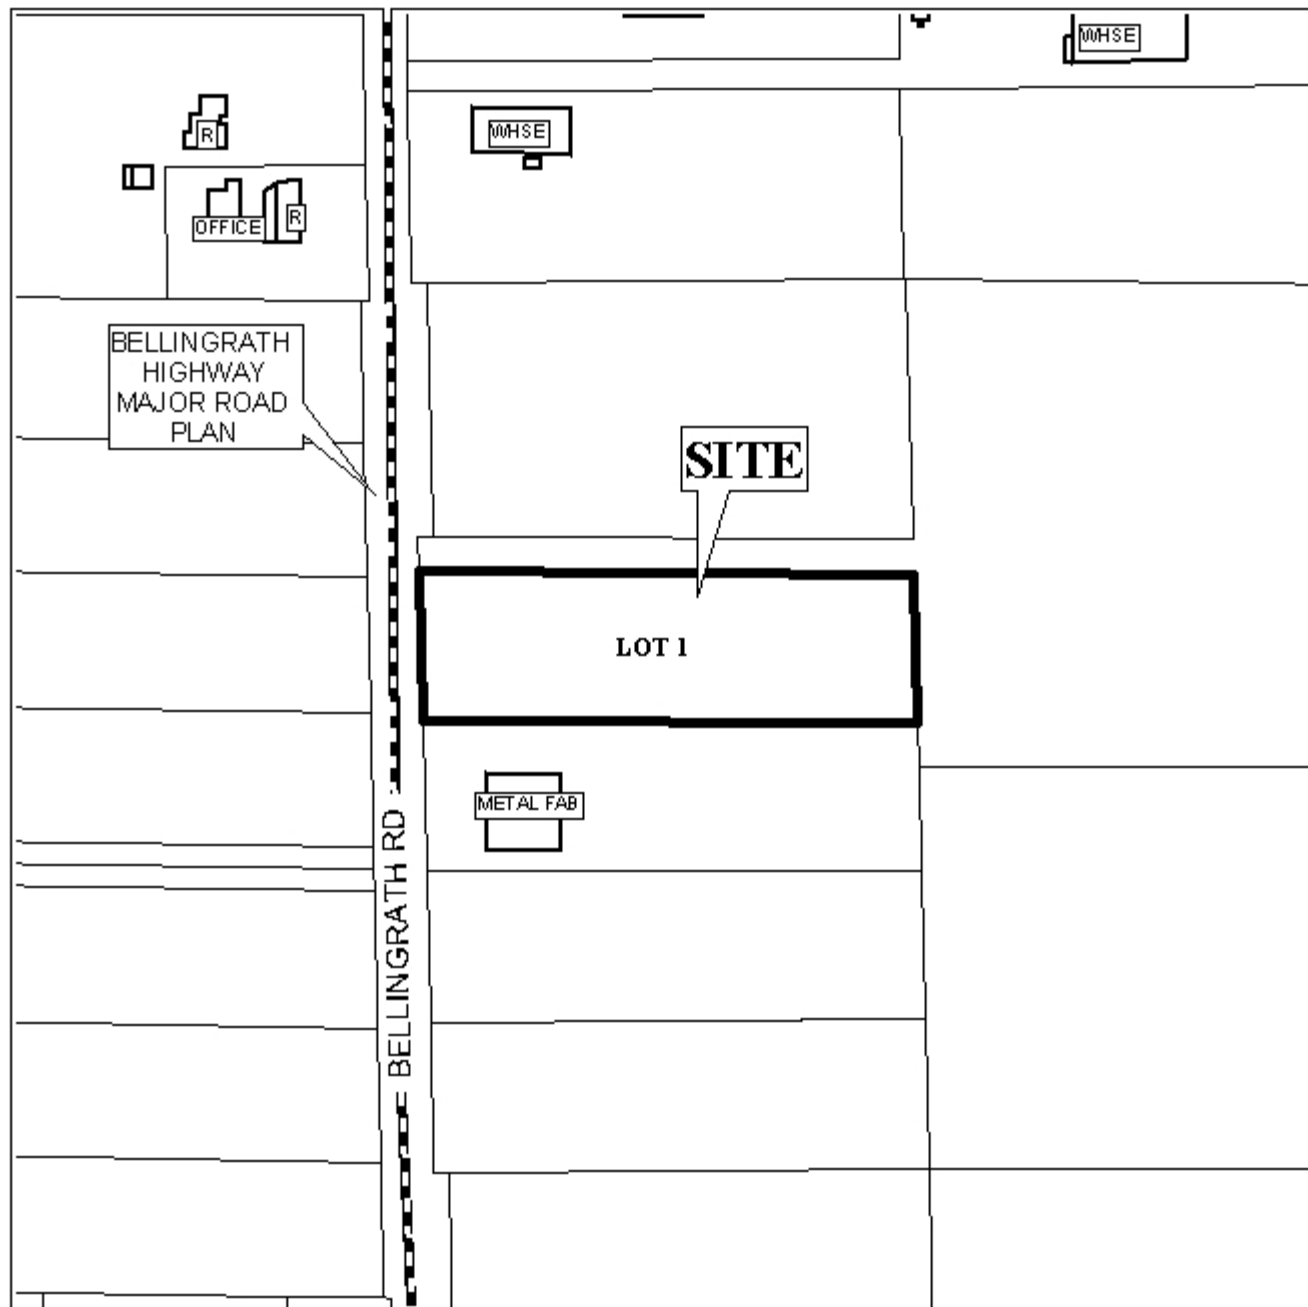 WHSE
WHSE
R
OFFICE
R
BELLINGRATH
HIGHWAY
MAJOR ROAD
PLAN
SITE
LOT 1
METAL FAB
BELLINGRATH RD